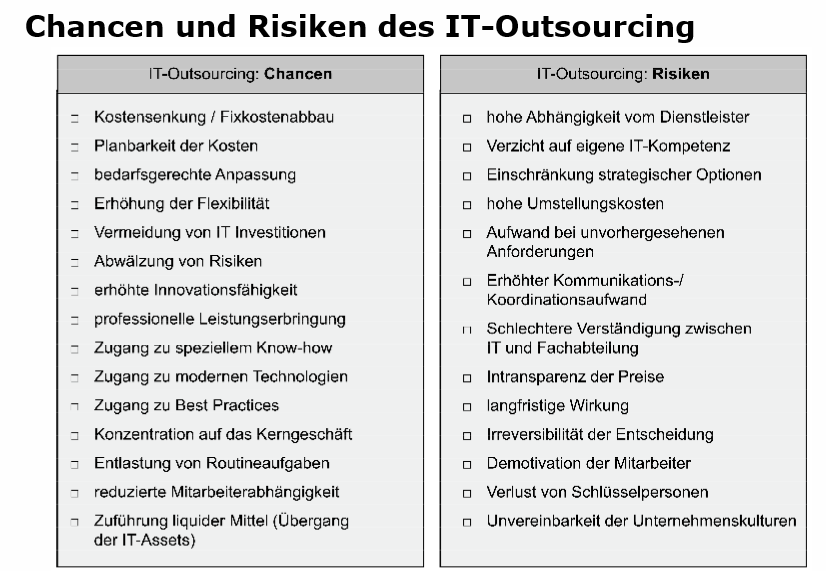 Chancen und Risiken des IT-Outsourcing
IT-Outsourcing: Chancen
Kostensenkung / Fixkostenabbau
Planbarkeit der Kosten
bedarfsgerechte Anpassung
Erhöhung der Flexibilität
Vermeidung von IT Investitionen
Abwälzung von Risiken
erhöhte Innovationsfähigkeit
professionelle Leistungserbringung
Zugang zu speziellem Know-how
Zugang zu modernen Technologien
Zugang zu Best Practices
Konzentration auf das Kerngeschäft
Entlastung von Routineaufgaben
reduzierte Mitarbeiterabhängigkeit
Zuführung liquider Mittel (Übergang
der IT-Assets)
IT-Outsourcing: Risiken
hohe Abhängigkeit vom Dienstleister
Verzicht auf eigene IT-Kompetenz
Einschränkung strategischer Optionen
hohe Umstellungskosten
Aufwand bei unvorhergesehenen
Anforderungen
Erhöhter Kommunikations-/
Koordinationsaufwand
Schlechtere Verständigung zwischen
IT und Fachabteilung
Intransparenz der Preise
langfristige Wirkung
Irreversibilität der Entscheidung
Demotivation der Mitarbeiter
Verlust von Schlüsselpersonen
Unvereinbarkeit der Unternehmenskulturen